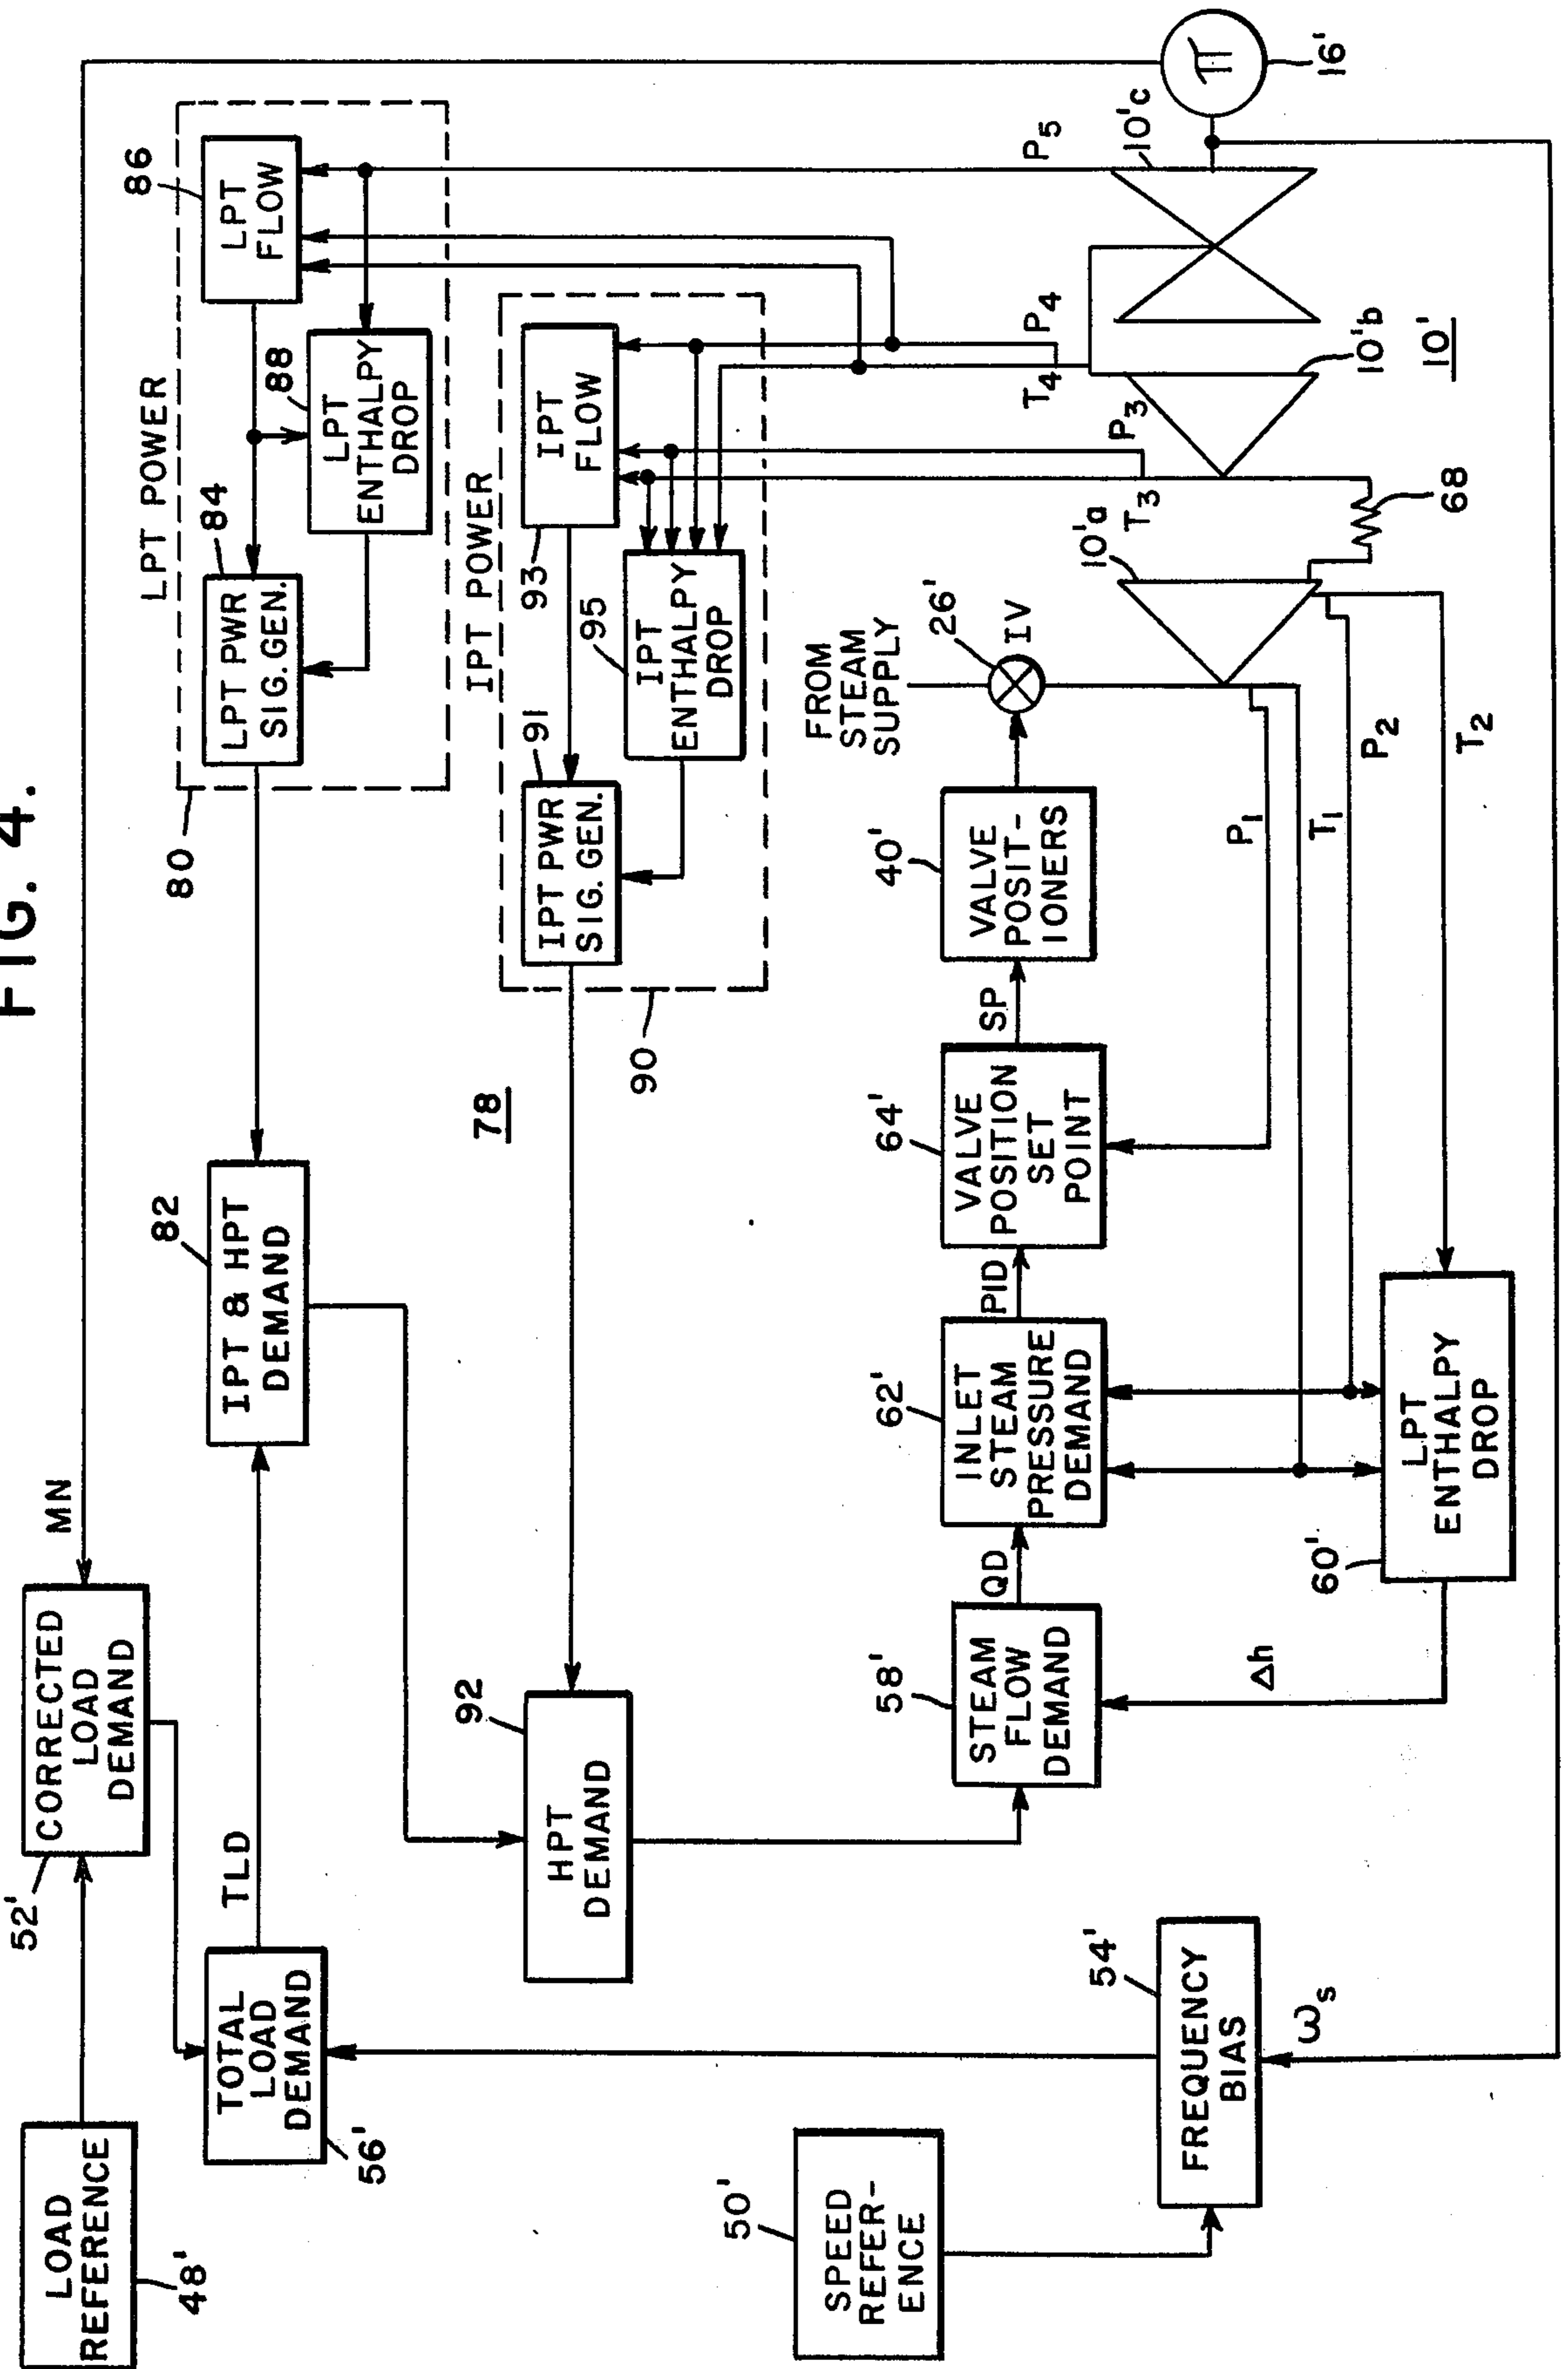 FIG. 4.
LOAD
REFERENCE
48'
52'
CORRECTED
LOAD
DEMAND
MN
TOTAL
LOAD
DEMAND
56'
TLD
82
IPT & HPT
DEMAND
80
LPT POWER
LPT PWR
SIG. GEN.
84
LPT
FLOW
86
LPT
ENTHALPY
DROP
88
78
90
IPT POWER
IPT PWR
SIG. GEN.
91
IPT
FLOW
93
IPT
ENTHALPY
DROP
95
92
HPT
DEMAND
50'
SPEED
REFER-
ENCE
54'
FREQUENCY
BIAS
ωs
58'
STEAM
FLOW
DEMAND
QD
62'
INLET
STEAM
PRESSURE
DEMAND
PID
64'
VALVE
POSITION
SET
POINT
SP
40'
VALVE
POSIT-
IONERS
FROM
STEAM
SUPPLY
26'
IV
60'
LPT
ENTHALPY
DROP
Δh
P1
T1
P2
T2
10'a
68
T3
P3
T4
P4
10'b
10'
P5
10'c
π
16'